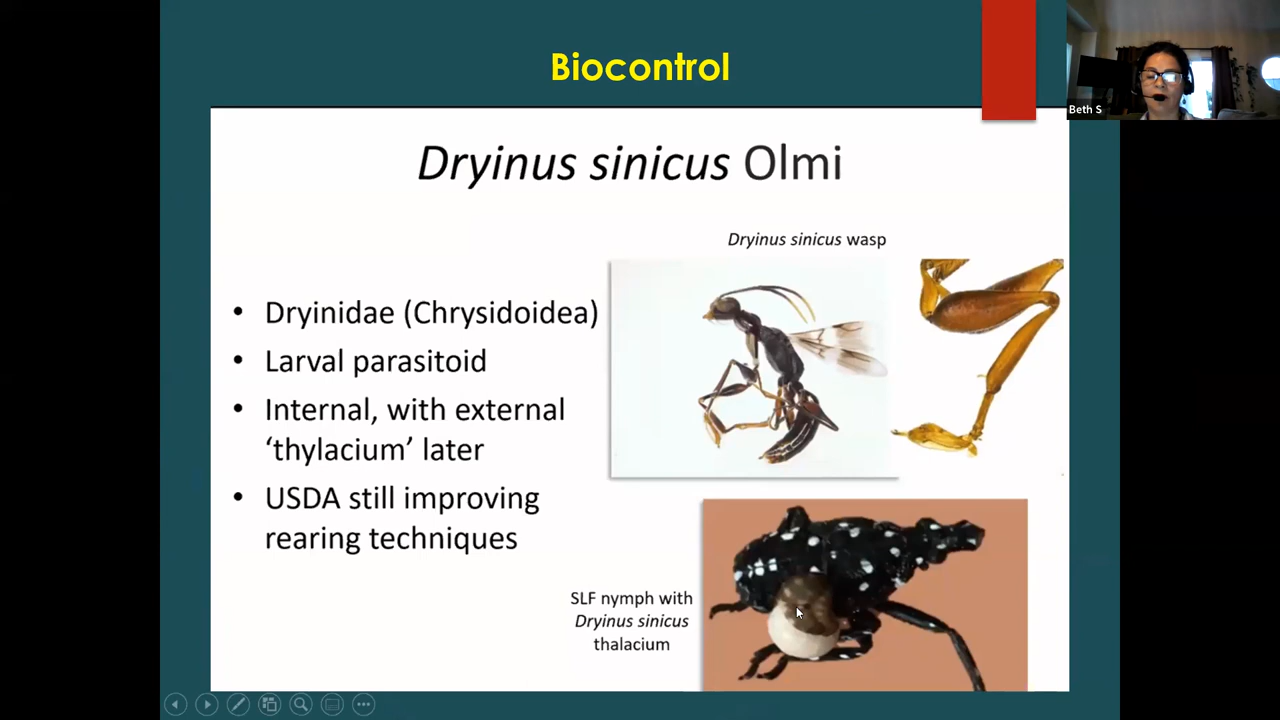 Biocontrol
Beth S
Dryinus sinicus Olmi
Dryinus sinicus wasp
• Dryinidae (Chrysidoidea)
• Larval parasitoid
• Internal, with external
‘thylacium’ later
• USDA still improving
rearing techniques
SLF nymph with
Dryinus sinicus
thalacium